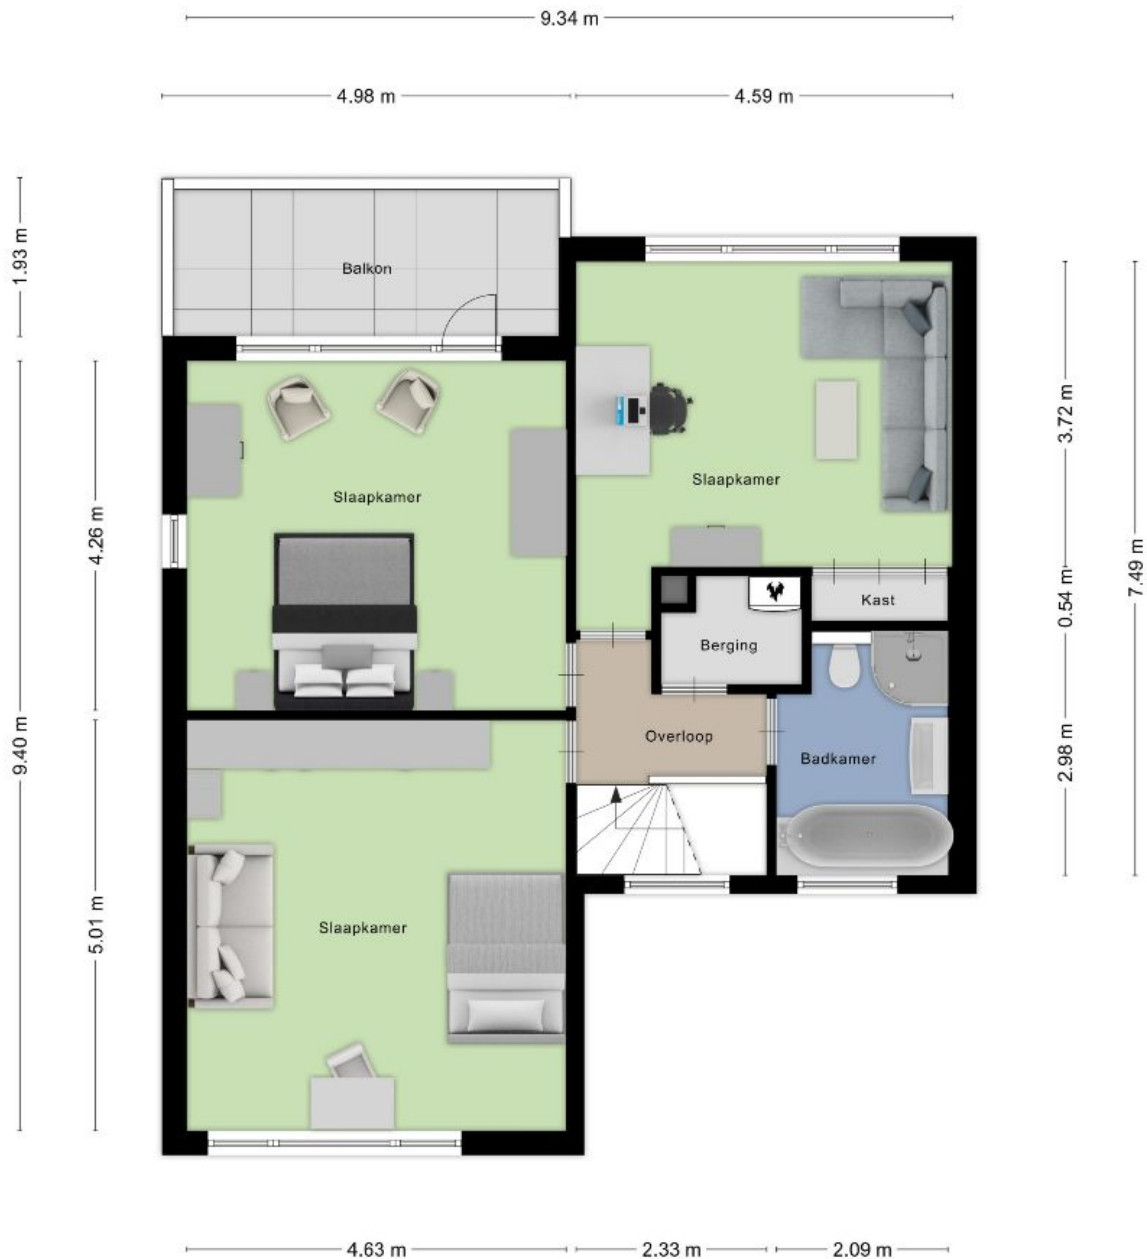 9.34 m
4.98 m
4.59 m
1.93 m
Balkon
3.72 m
7.49 m
Slaapkamer
Slaapkamer
4.26 m
0.54 m
Kast
Berging
9.40 m
Overloop
2.98 m
Badkamer
5.01 m
Slaapkamer
4.63 m
2.33 m
2.09 m